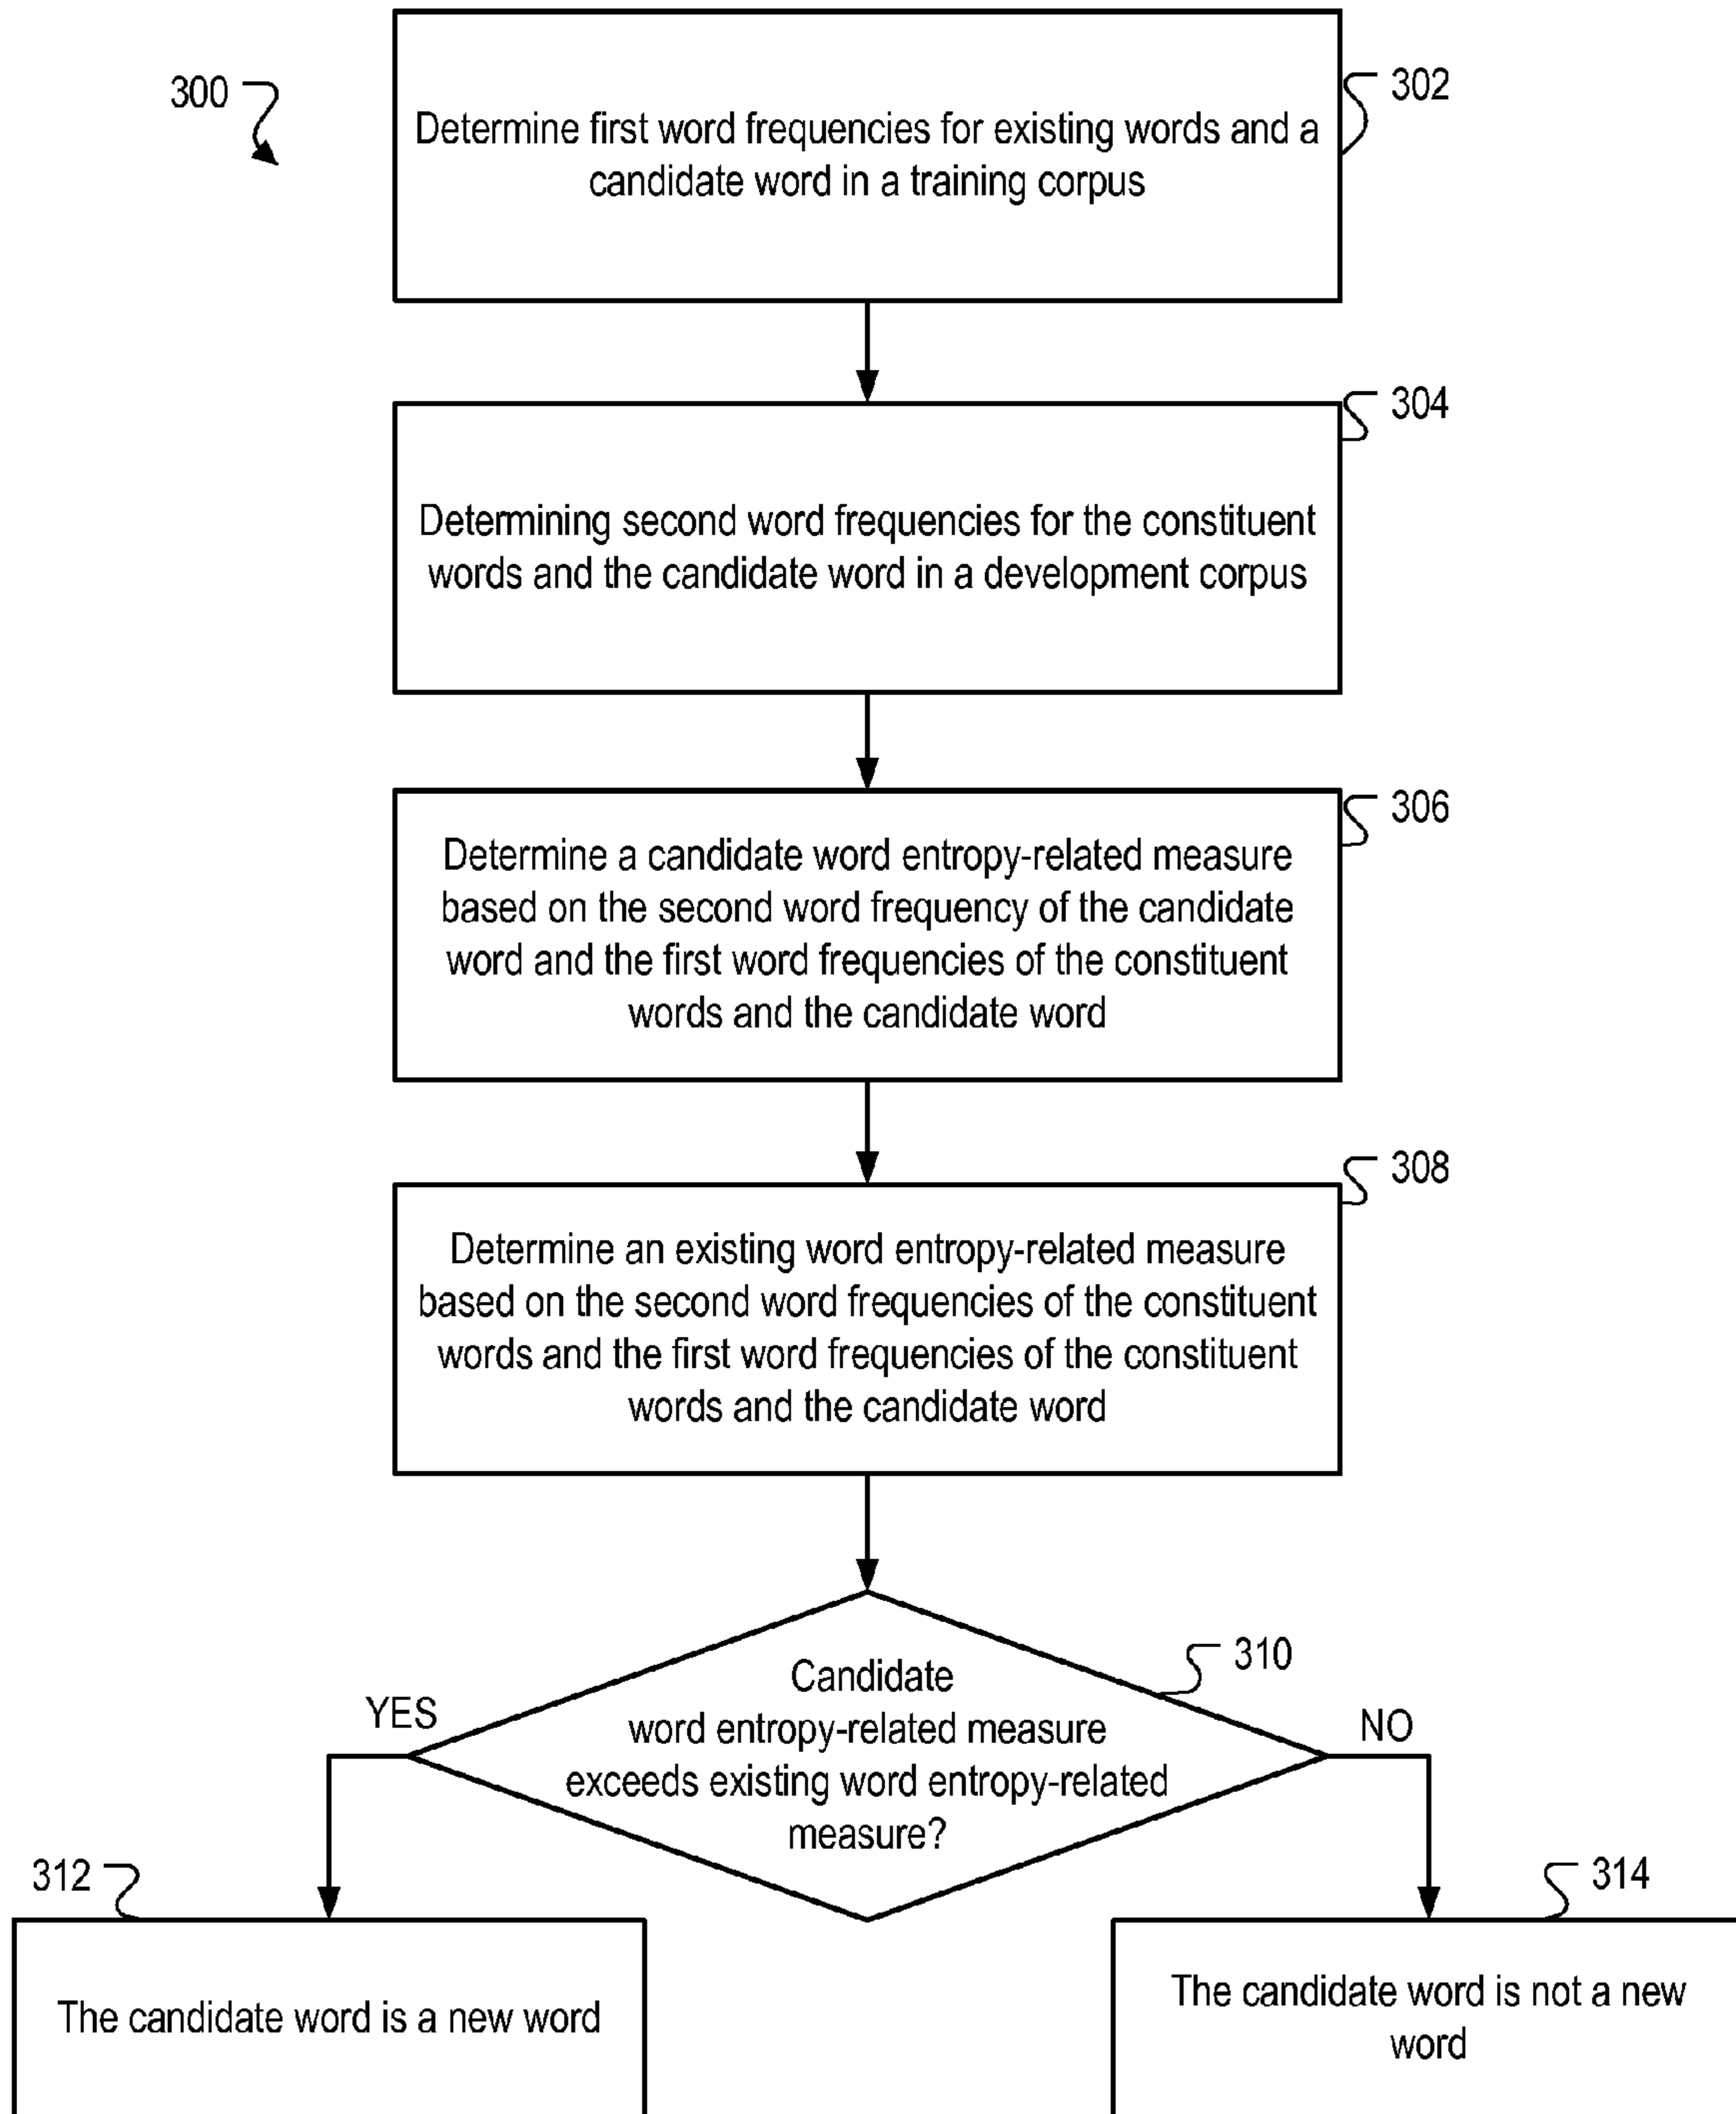 300
302
Determine first word frequencies for existing words and a
candidate word in a training corpus
304
Determining second word frequencies for the constituent
words and the candidate word in a development corpus
306
Determine a candidate word entropy-related measure
based on the second word frequency of the candidate
word and the first word frequencies of the constituent
words and the candidate word
308
Determine an existing word entropy-related measure
based on the second word frequencies of the constituent
words and the first word frequencies of the constituent
words and the candidate word
310
Candidate
word entropy-related measure
exceeds existing word entropy-related
measure?
YES
NO
312
The candidate word is a new word
314
The candidate word is not a new
word